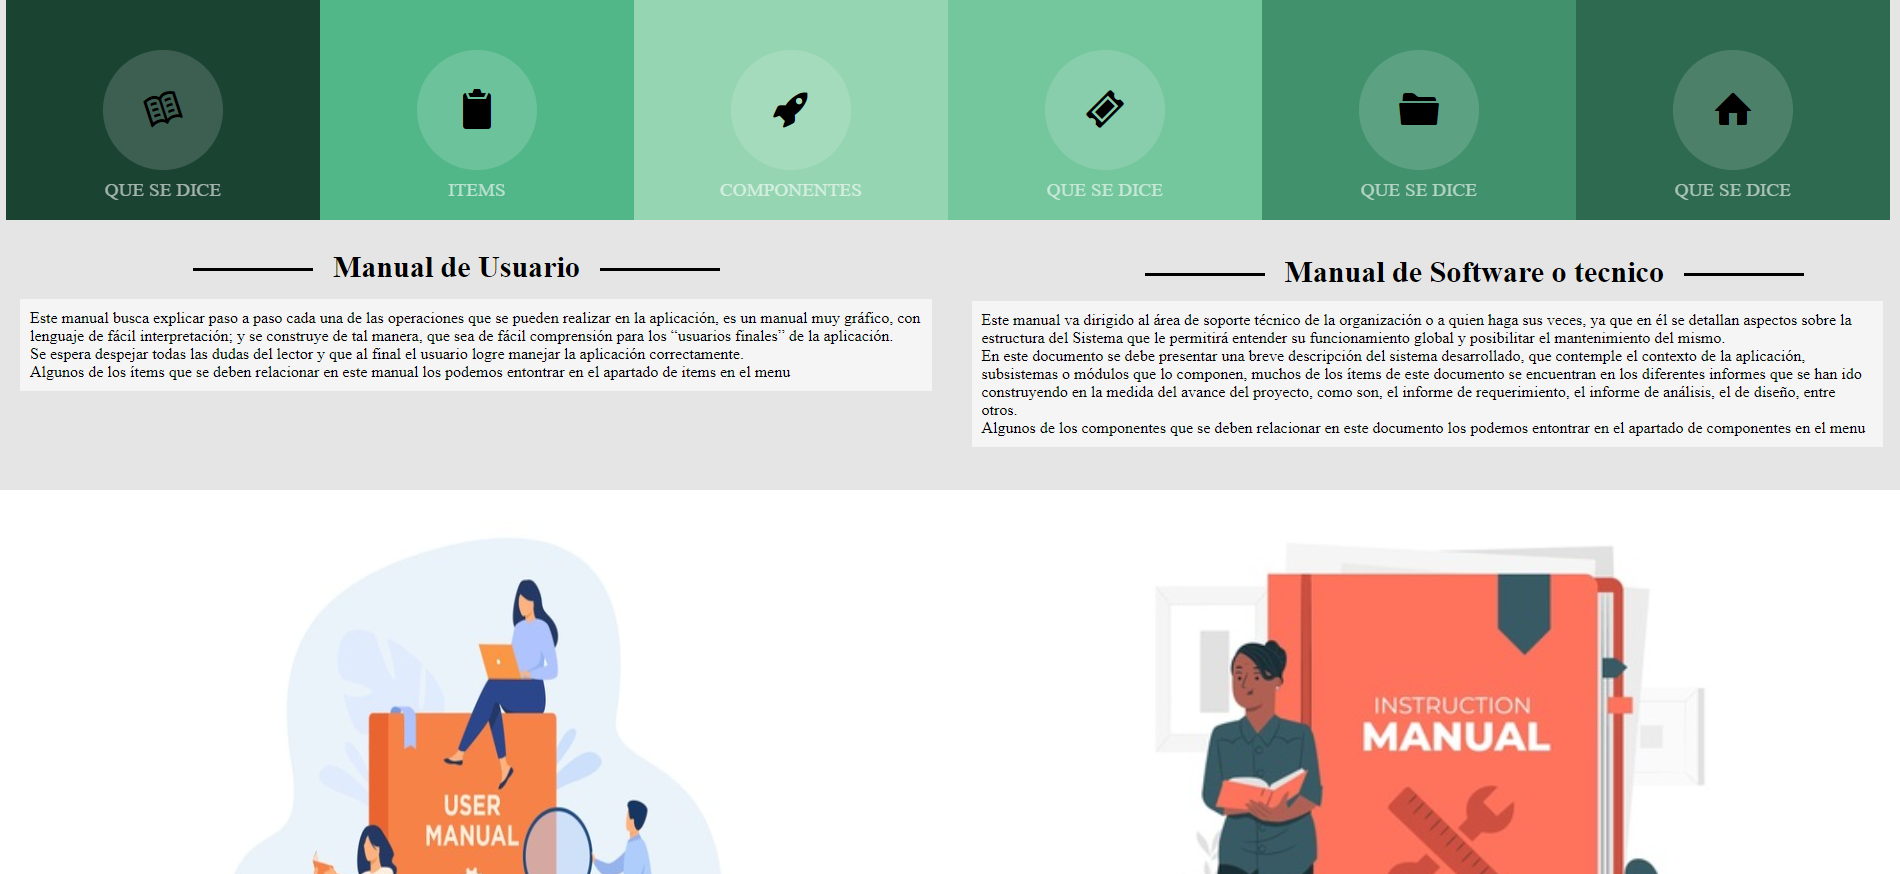 QUE SE DICE
ITEMS
COMPONENTES
QUE SE DICE
QUE SE DICE
QUE SE DICE
Manual de Usuario
Este manual busca explicar paso a paso cada una de las operaciones que se pueden realizar en la aplicación, es un manual muy gráfico, con
lenguaje de fácil interpretación; y se construye de tal manera, que sea de fácil comprensión para los “usuarios finales” de la aplicación.
Se espera despejar todas las dudas del lector y que al final el usuario logre manejar la aplicación correctamente.
Algunos de los ítems que se deben relacionar en este manual los podemos entontrar en el apartado de items en el menu
Manual de Software o tecnico
Este manual va dirigido al área de soporte técnico de la organización o a quien haga sus veces, ya que en él se detallan aspectos sobre la
estructura del Sistema que le permitirá entender su funcionamiento global y posibilitar el mantenimiento del mismo.
En este documento se debe presentar una breve descripción del sistema desarrollado, que contemple el contexto de la aplicación,
subsistemas o módulos que lo componen, muchos de los ítems de este documento se encuentran en los diferentes informes que se han ido
construyendo en la medida del avance del proyecto, como son, el informe de requerimiento, el informe de análisis, el de diseño, entre
otros.
Algunos de los componentes que se deben relacionar en este documento los podemos entontrar en el apartado de componentes en el menu
USER
MANUAL
INSTRUCTION
MANUAL